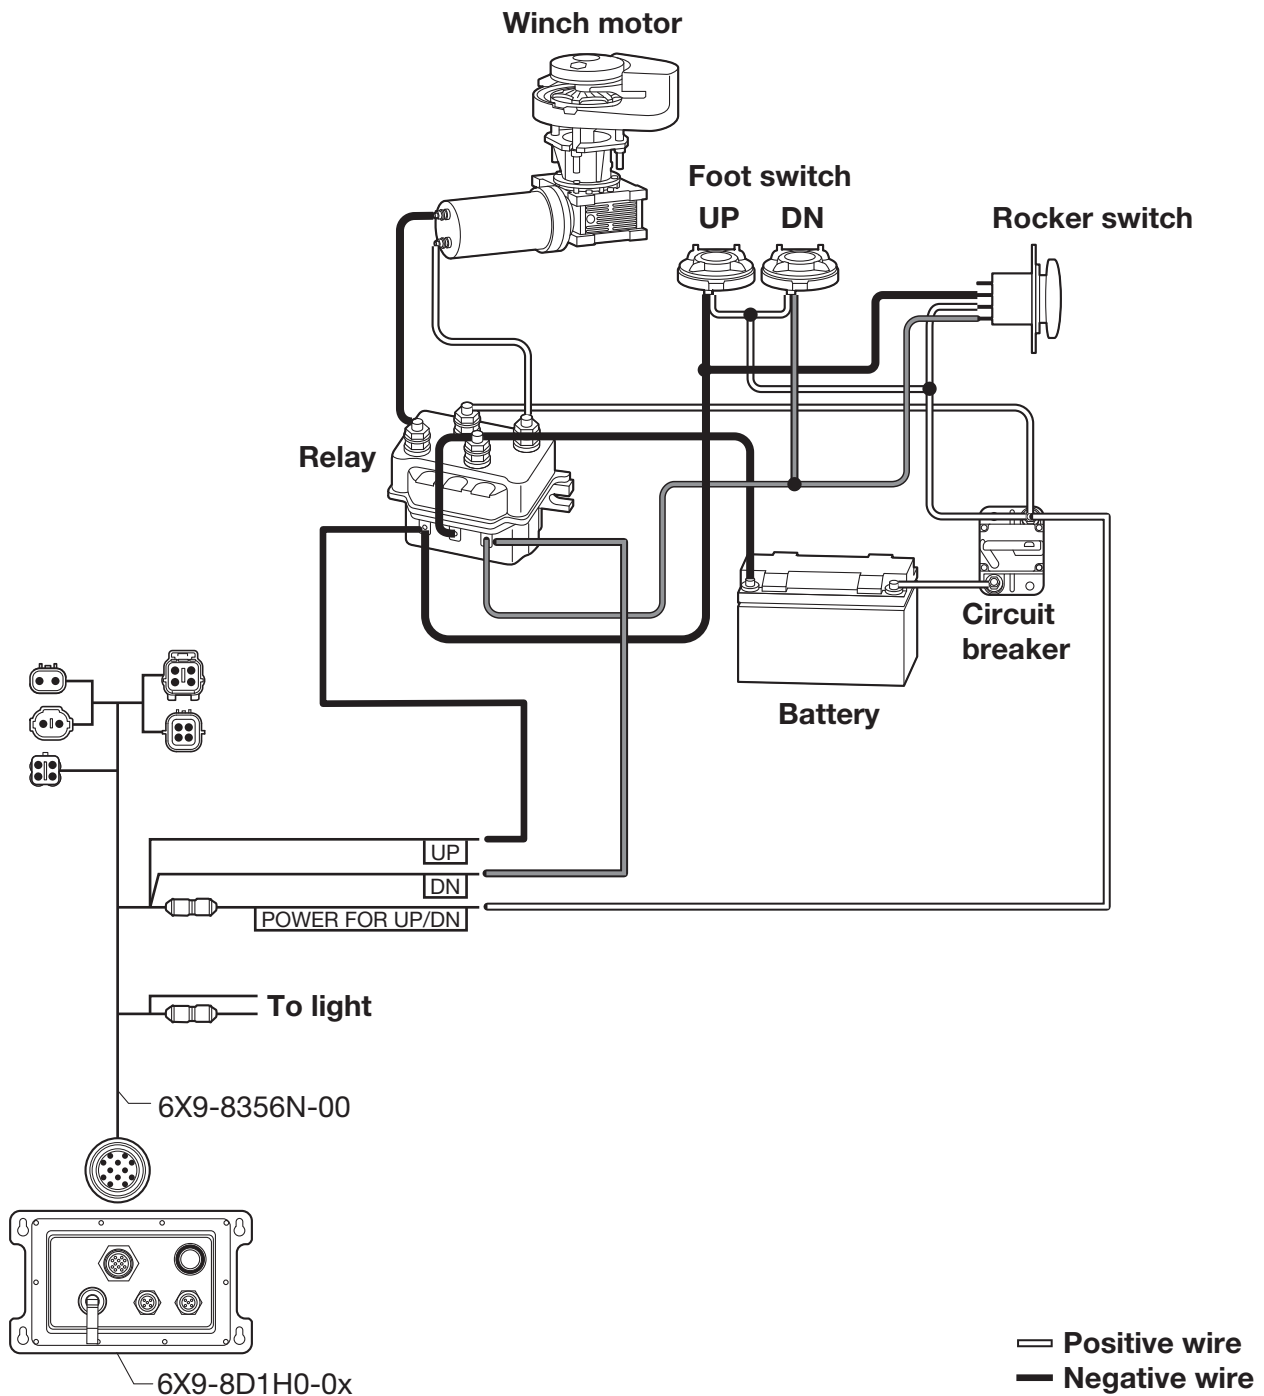 Winch motor
Foot switch
UP
DN
Rocker switch
Relay
Circuit
breaker
Battery
UP
DN
POWER FOR UP/DN
To light
6X9-8356N-00
6X9-8D1H0-0x
Positive wire
Negative wire